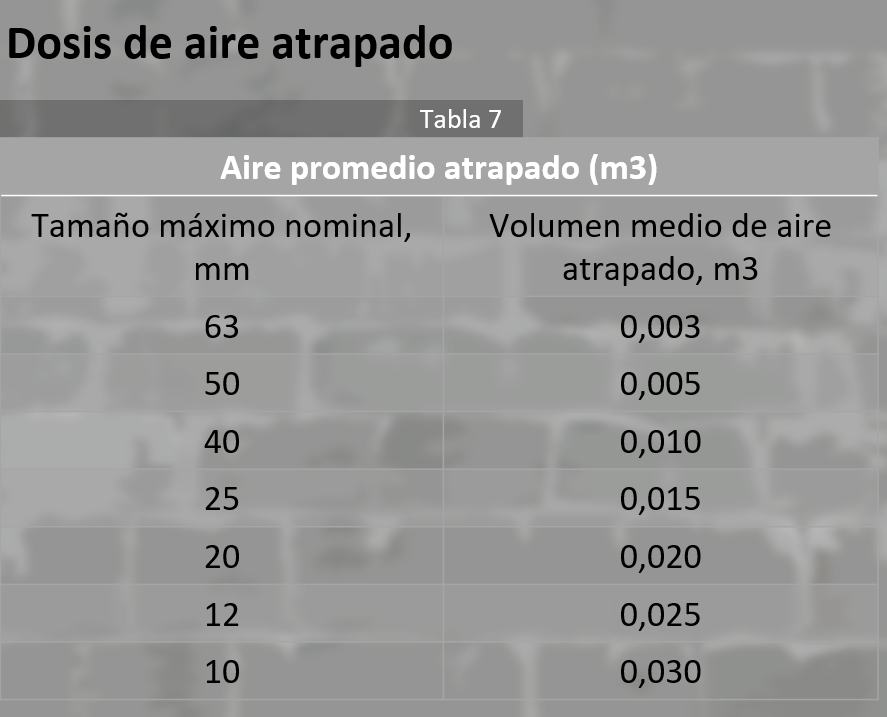 Dosis de aire atrapado
Tabla 7
Aire promedio atrapado (m3)
Tamaño máximo nominal, Volumen medio de aire
mm atrapado, m3
63 0,003
50 0,005
40 0,010
25 0,015
20 0,020
12 0,025
10 0,030